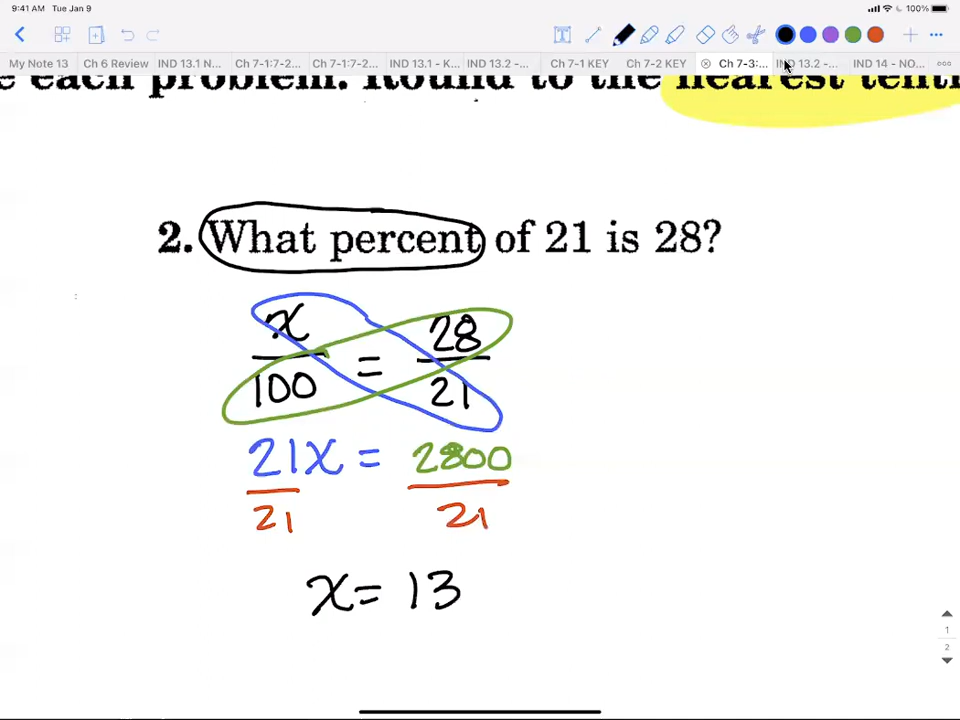 9:41 AM Tue Jan 9
100%
My Note 13 Ch 6 Review IND 13.1 N... Ch 7-1:7-2... Ch 7-1:7-2... IND 13.1 - K... IND 13.2 -... Ch 7-1 KEY Ch 7-2 KEY Ch 7-3:... IND 13.2 -... IND 14 - NO...
e each problem. Round to the nearest tenth
2. What percent of 21 is 28?
x/100 = 28/21
21x = 2800
21 21
x = 13
1
2